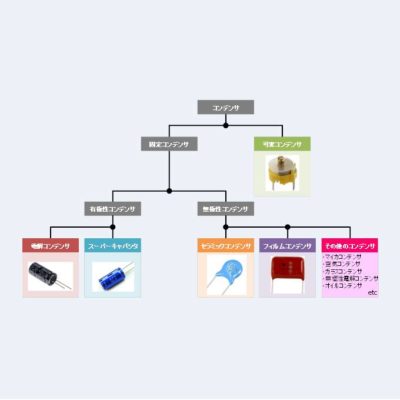 コンデンサ
固定コンデンサ
可変コンデンサ
有極性コンデンサ
無極性コンデンサ
電解コンデンサ
スーパーキャパシタ
セラミックコンデンサ
フィルムコンデンサ
その他のコンデンサ
・マイカコンデンサ
・空気コンデンサ
・ガラスコンデンサ
・無極性電解コンデンサ
・オイルコンデンサ
etc